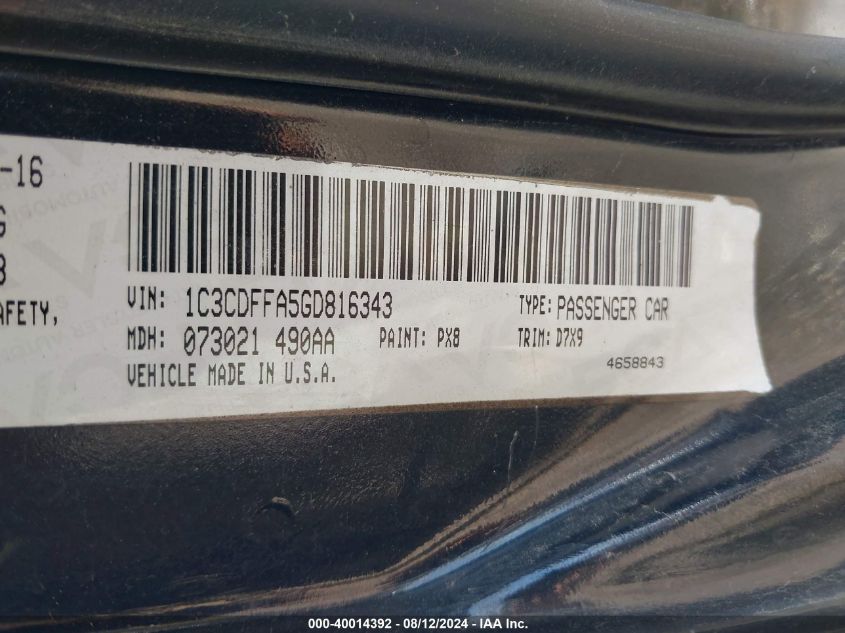 -16
G
8
AFETY,
VIN: 1C3CDFFA5GD816343 TYPE: PASSENGER CAR
MDH: 073021 490AA PAINT: PX8 TRIM: D7X9
VEHICLE MADE IN U.S.A. 4658843
000-40014392 - 08/12/2024 - IAA Inc.